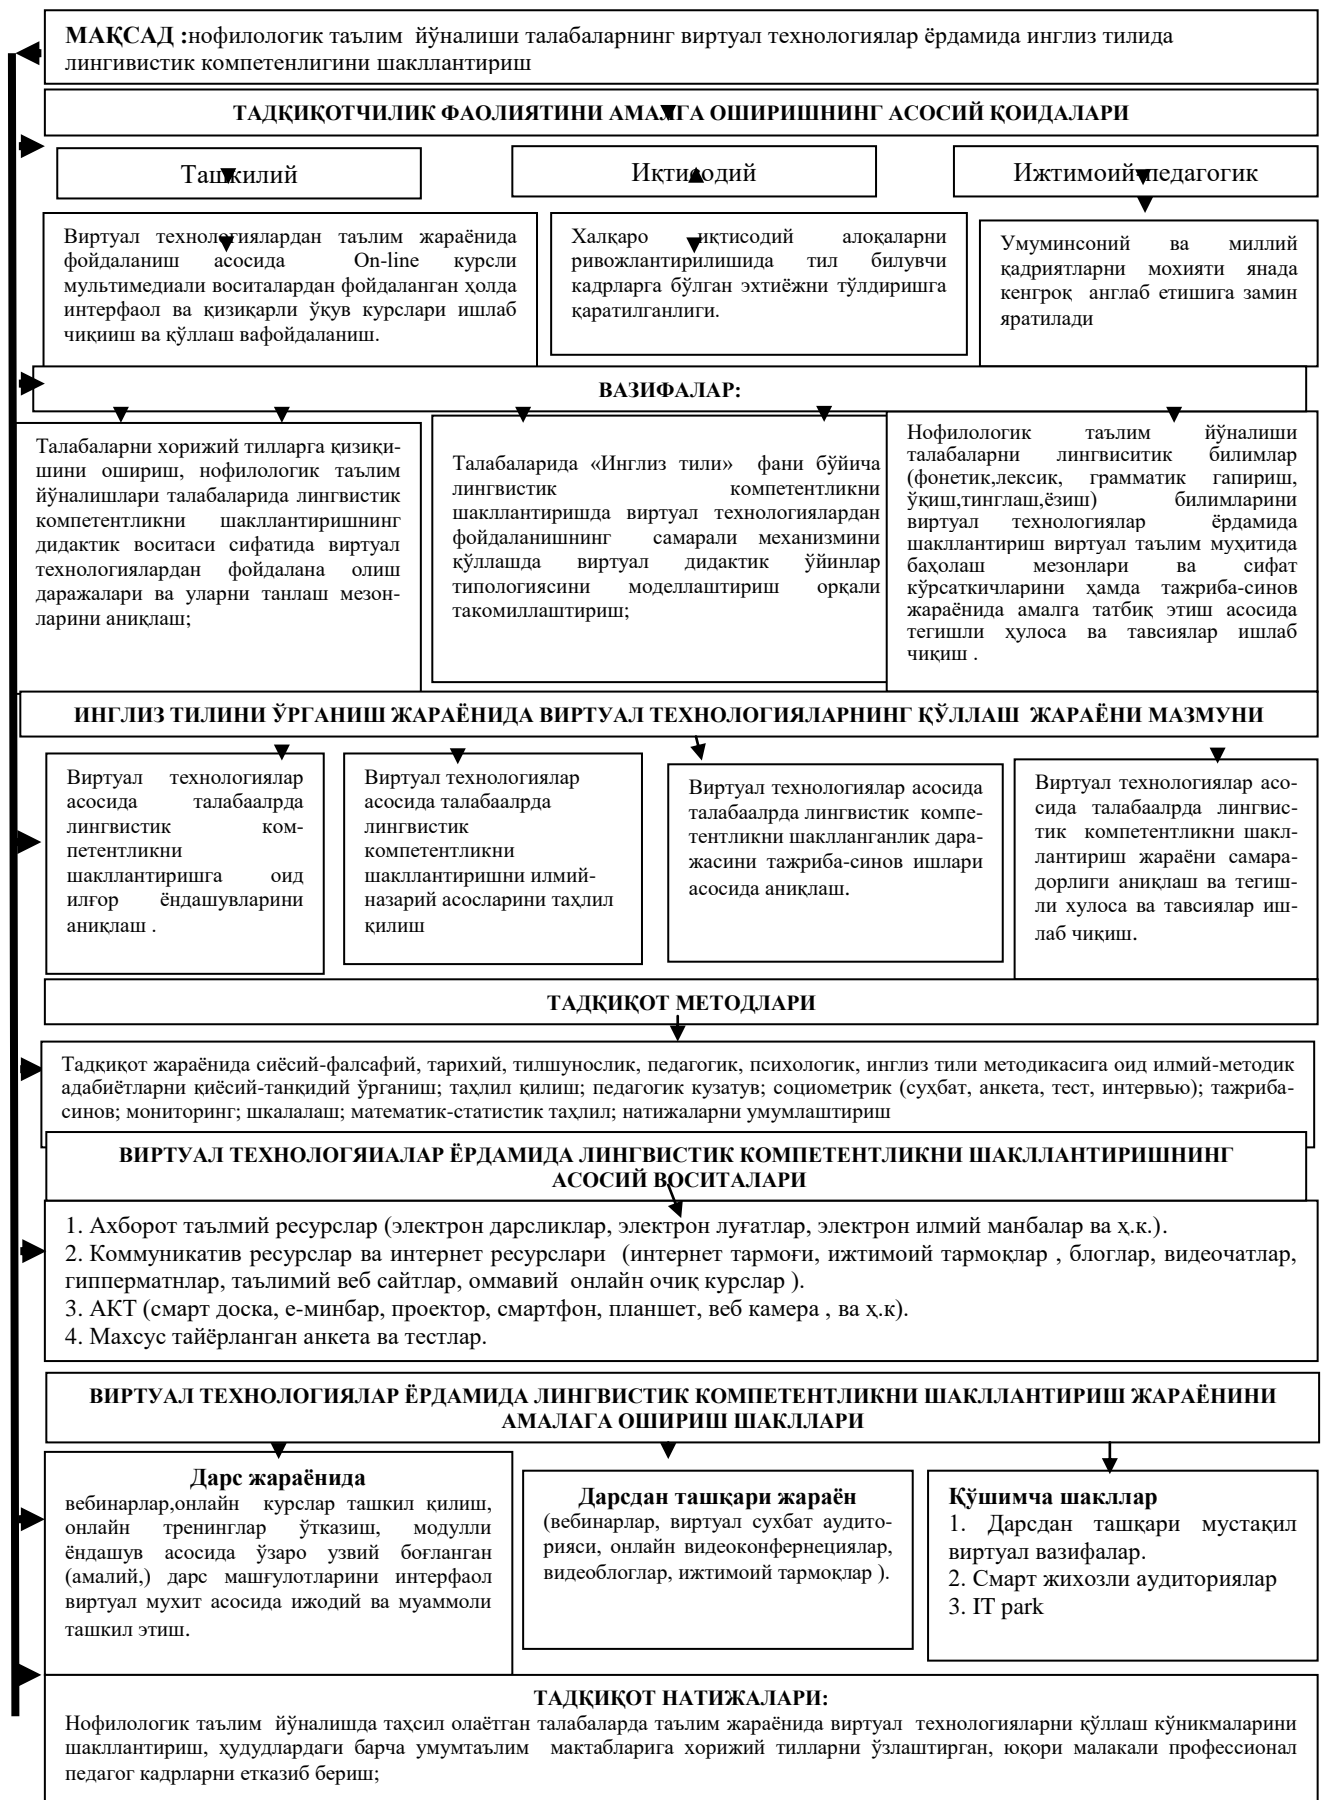 МАҚСАД :нофилологик таълим йўналиши талабаларнинг виртуал технологиялар ёрдамида инглиз тилида
лингивистик компетенлигини шакллантириш
ТАДҚИҚОТЧИЛИК ФАОЛИЯТИНИ АМАЛГА ОШИРИШНИНГ АСОСИЙ ҚОИДАЛАРИ
Ташкилий
Иқтисодий
Ижтимоий-педагогик
Виртуал технологиялардан таълим жараёнида
фойдаланиш асосида On-line курсли
мультимедиали воситалардан фойдаланган ҳолда
интерфаол ва қизиқарли ўқув курслари ишлаб
чиқииш ва қўллаш вафойдаланиш.
Халқаро иқтисодий алоқаларни
ривожлантирилишида тил билувчи
кадрларга бўлган эхтиёжни тўлдиришга
қаратилганлиги.
Умуминсоний ва миллий
қадриятларни мохияти янада
кенгроқ англаб етишига замин
яратилади
ВАЗИФАЛАР:
Талабаларни хорижий тилларга қизиқи-
шини ошириш, нофилологик таълим
йўналишлари талабаларида лингвистик
компетентликни шакллантиришнинг
дидактик воситаси сифатида виртуал
технологиялардан фойдалана олиш
даражалари ва уларни танлаш мезон-
ларини аниқлаш;
Талабаларида «Инглиз тили» фани бўйича
лингвистик компетентликни
шакллантиришда виртуал технологиялардан
фойдаланишнинг самарали механизмини
қўллашда виртуал дидактик ўйинлар
типологиясини моделлаштириш орқали
такомиллаштириш;
Нофилологик таълим йўналиши
талабаларни лингвиситик билимлар
(фонетик,лексик, грамматик гапириш,
ўқиш,тинглаш,ёзиш) билимларини
виртуал технологиялар ёрдамида
шакллантириш виртуал таълим муҳитида
баҳолаш мезонлари ва сифат
кўрсаткичларини ҳамда тажриба-синов
жараёнида амалга татбиқ этиш асосида
тегишли ҳулоса ва тавсиялар ишлаб
чиқиш .
ИНГЛИЗ ТИЛИНИ ЎРГАНИШ ЖАРАЁНИДА ВИРТУАЛ ТЕХНОЛОГИЯЛАРНИНГ ҚЎЛЛАШ ЖАРАЁНИ МАЗМУНИ
Виртуал технологиялар
асосида талабаалрда
лингвистик ком-
петентликни
шакллантиришга оид
илғор ёндашувларини
аниқлаш .
Виртуал технологиялар
асосида талабаалрда
лингвистик
компетентликни
шакллантиришни илмий-
назарий асосларини таҳлил
қилиш
Виртуал технологиялар асосида
талабаалрда лингвистик компе-
тентликни шаклланганлик дара-
жасини тажриба-синов ишлари
асосида аниқлаш.
Виртуал технологиялар асо-
сида талабаалрда лингвис-
тик компетентликни шакл-
лантириш жараёни самара-
дорлиги аниқлаш ва тегиш-
ли хулоса ва тавсиялар иш-
лаб чиқиш.
ТАДҚИҚОТ МЕТОДЛАРИ
Тадқиқот жараёнида сиёсий-фалсафий, тарихий, тилшунослик, педагогик, психологик, инглиз тили методикасига оид илмий-методик
адабиётларни қиёсий-танқидий ўрганиш; таҳлил қилиш; педагогик кузатув; социометрик (суҳбат, анкета, тест, интервью); тажриба-
синов; мониторинг; шкалалаш; математик-статистик таҳлил; натижаларни умумлаштириш
ВИРТУАЛ ТЕХНОЛОГЯИАЛАР ЁРДАМИДА ЛИНГВИСТИК КОМПЕТЕНТЛИКНИ ШАКЛЛАНТИРИШНИНГ
АСОСИЙ ВОСИТАЛАРИ
1. Ахборот таълмий ресурслар (электрон дарсликлар, электрон луғатлар, электрон илмий манбалар ва ҳ.к.).
2. Коммуникатив ресурслар ва интернет ресурслари (интернет тармоғи, ижтимоий тармоқлар , блоглар, видеочатлар,
гипперматнлар, таълимий веб сайтлар, оммавий онлайн очиқ курслар ).
3. АКТ (смарт доска, е-минбар, проектор, смартфон, планшет, веб камера , ва ҳ.к).
4. Махсус тайёрланган анкета ва тестлар.
ВИРТУАЛ ТЕХНОЛОГИЯЛАР ЁРДАМИДА ЛИНГВИСТИК КОМПЕТЕНТЛИКНИ ШАКЛЛАНТИРИШ ЖАРАЁНИНИ
АМАЛАГА ОШИРИШ ШАКЛЛАРИ
Дарс жараёнида
вебинарлар,онлайн курслар ташкил қилиш,
онлайн тренинглар ўтказиш, модулли
ёндашув асосида ўзаро узвий боғланган
(амалий,) дарс машғулотларини интерфаол
виртуал мухит асосида ижодий ва муаммоли
ташкил этиш.
Дарсдан ташқари жараён
(вебинарлар, виртуал сухбат аудито-
рияси, онлайн видеоконфернециялар,
видеоблоглар, ижтимоий тармоқлар ).
Қўшимча шакллар
1. Дарсдан ташқари мустақил
виртуал вазифалар.
2. Смарт жихозли аудиториялар
3. IT park
ТАДҚИҚОТ НАТИЖАЛАРИ:
Нофилологик таълим йўналишда таҳсил олаётган талабаларда таълим жараёнида виртуал технологияларни қўллаш кўникмаларини
шакллантириш, ҳудудлардаги барча умумтаълим мактабларига хорижий тилларни ўзлаштирган, юқори малакали профессионал
педагог кадрларни етказиб бериш;